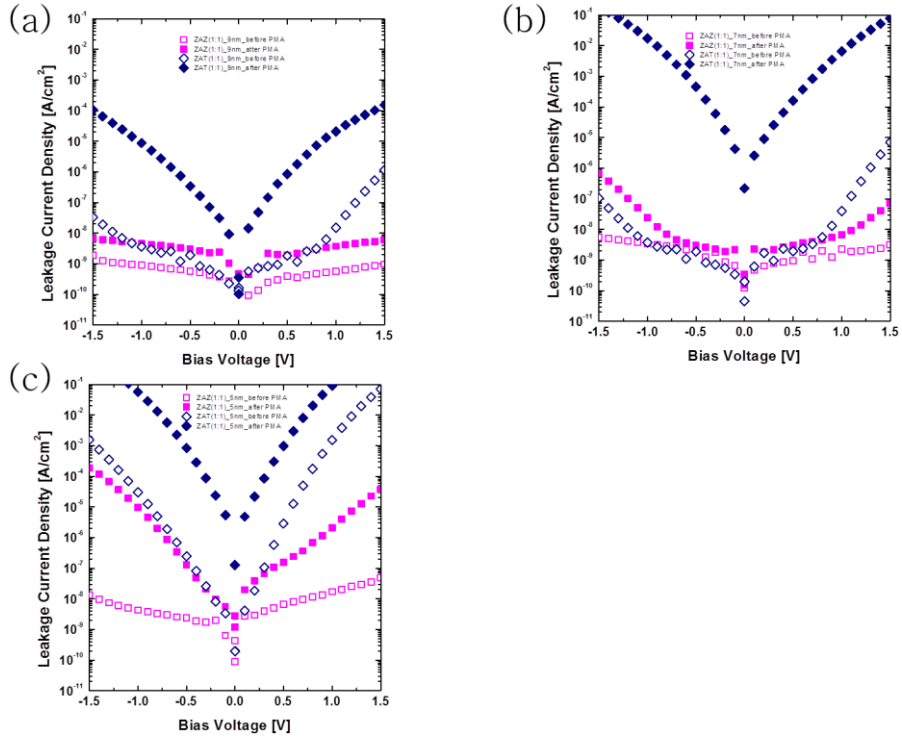 (a)
ZAZ(1:1)_9nm_before PMA
ZAZ(1:1)_9nm_after PMA
ZAT(1:1)_9nm_before PMA
ZAT(1:1)_9nm_after PMA
10^-1
10^-2
10^-3
10^-4
10^-5
10^-6
10^-7
10^-8
10^-9
10^-10
10^-11
Leakage Current Density [A/cm^2]
-1.5 -1.0 -0.5 0.0 0.5 1.0 1.5
Bias Voltage [V]
(b)
ZAZ(1:1)_7nm_before PMA
ZAZ(1:1)_7nm_after PMA
ZAT(1:1)_7nm_before PMA
ZAT(1:1)_7nm_after PMA
10^-1
10^-2
10^-3
10^-4
10^-5
10^-6
10^-7
10^-8
10^-9
10^-10
10^-11
Leakage Current Density [A/cm^2]
-1.5 -1.0 -0.5 0.0 0.5 1.0 1.5
Bias Voltage [V]
(c)
ZAZ(1:1)_5nm_before PMA
ZAZ(1:1)_5nm_after PMA
ZAT(1:1)_5nm_before PMA
ZAT(1:1)_5nm_after PMA
10^-1
10^-2
10^-3
10^-4
10^-5
10^-6
10^-7
10^-8
10^-9
10^-10
10^-11
Leakage Current Density [A/cm^2]
-1.5 -1.0 -0.5 0.0 0.5 1.0 1.5
Bias Voltage [V]